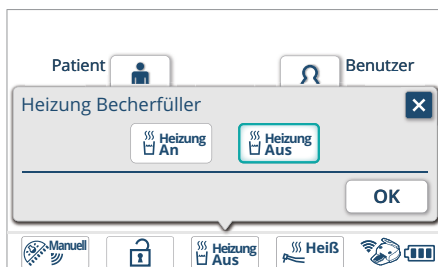 Patient
Benutzer
Heizung Becherfüller
Heizung
An
Heizung
Aus
OK
Manuell
Heizung
Aus
Heiß